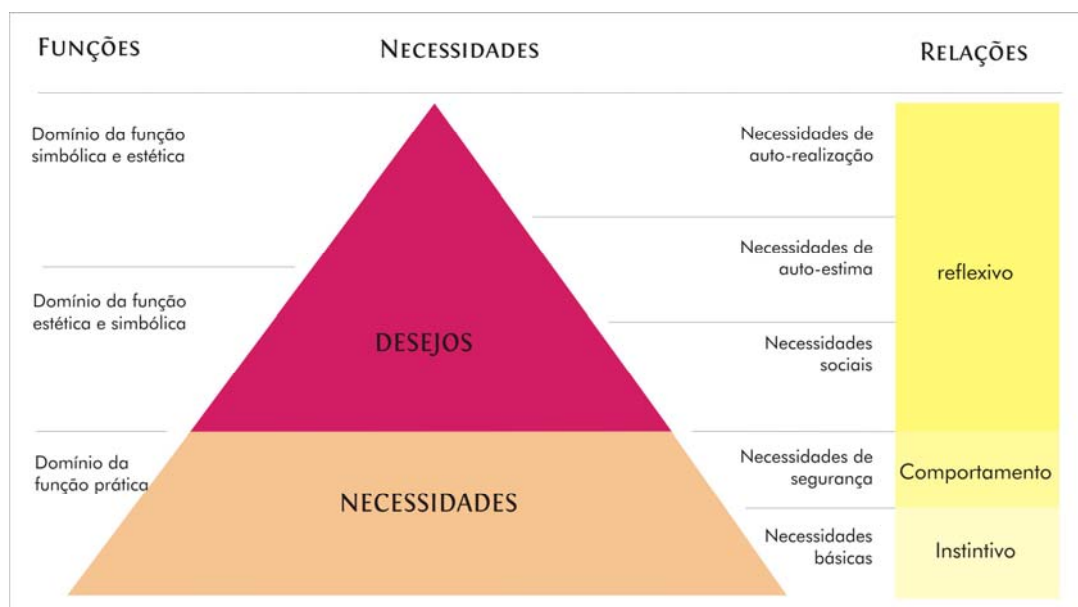 FUNÇÕES
NECESSIDADES
RELAÇÕES
Domínio da função
simbólica e estética
Necessidades de
auto-realização
Necessidades de
auto-estima
reflexivo
Domínio da função
estética e simbólica
DESEJOS
Necessidades
sociais
Domínio da
função prática
NECESSIDADES
Necessidades de
segurança
Comportamento
Necessidades
básicas
Instintivo